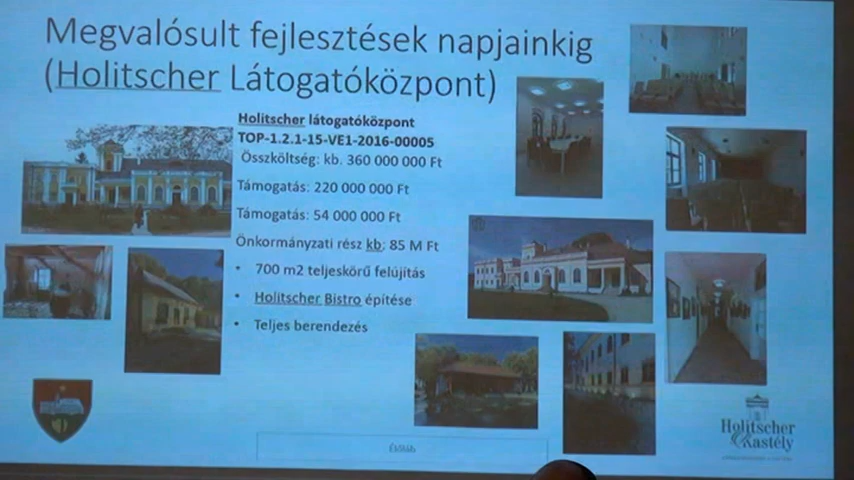 Megvalósult fejlesztések napjainkig
(Holitscher Látogatóközpont)
Holitscher látogatóközpont
TOP-1.2.1-15-VE1-2016-00005
Összköltség: kb. 360 000 000 Ft
Támogatás: 220 000 000 Ft
Támogatás: 54 000 000 Ft
Önkormányzati rész kb: 85 M Ft
• 700 m2 teljeskörű felújítás
• Holitscher Bistro építése
• Teljes berendezés
Holitscher
Kastély